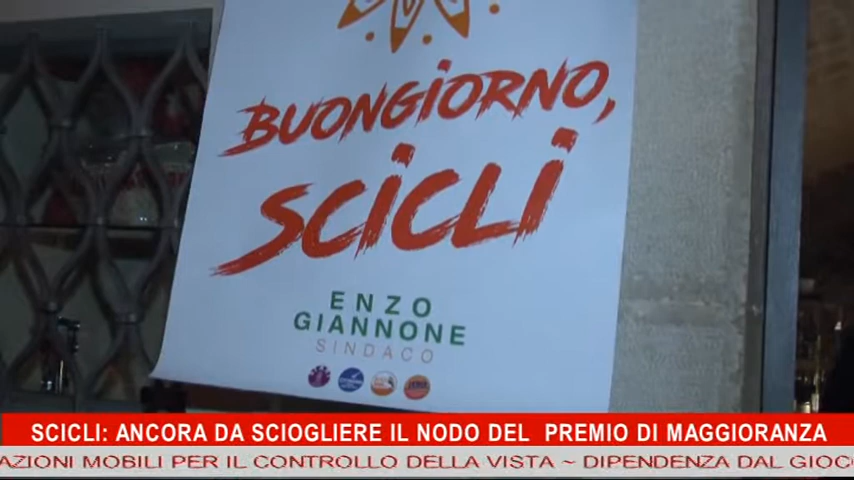 BUONGIORNO,
SCICLI
ENZO
GIANNONE
SINDACO
SCICLI: ANCORA DA SCIOGLIERE IL NODO DEL PREMIO DI MAGGIORANZA
AZIONI MOBILI PER IL CONTROLLO DELLA VISTA ~ DIPENDENZA DAL GIOC